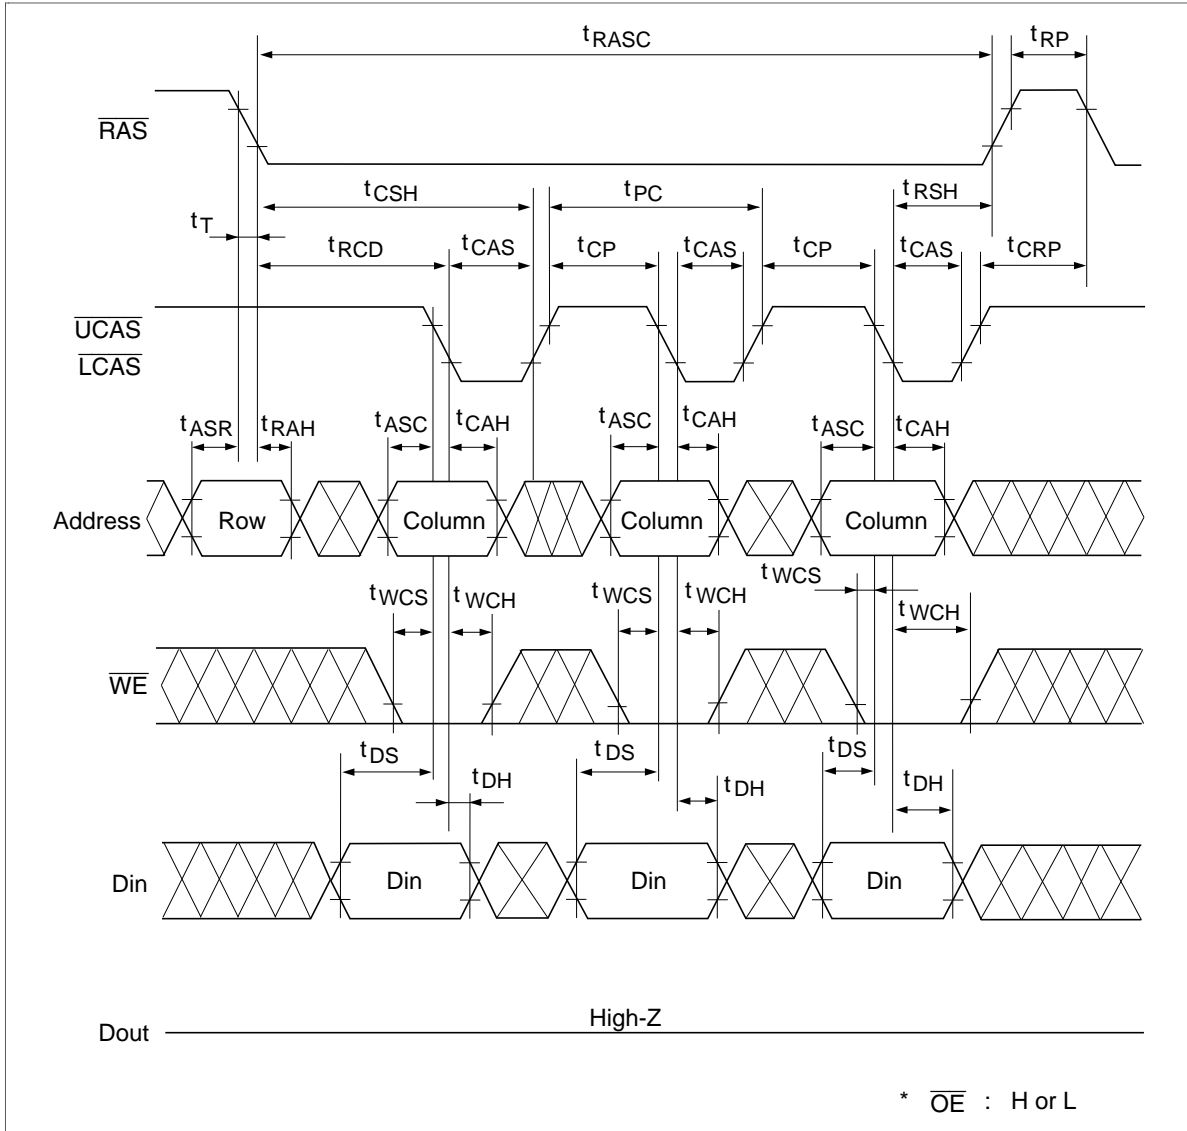 tRASC tRP
RAS
tCSH tPC tRSH
tT
tRCD tCAS tCP tCAS tCP tCAS tCRP
UCAS
LCAS
tASR tRAH tASC tCAH tASC tCAH tASC tCAH
Address Row Column Column Column
tWCS tWCH tWCS tWCH tWCS tWCH
WE
tDS tDH tDS tDH tDS tDH
Din Din Din Din
High-Z
Dout
* OE : H or L